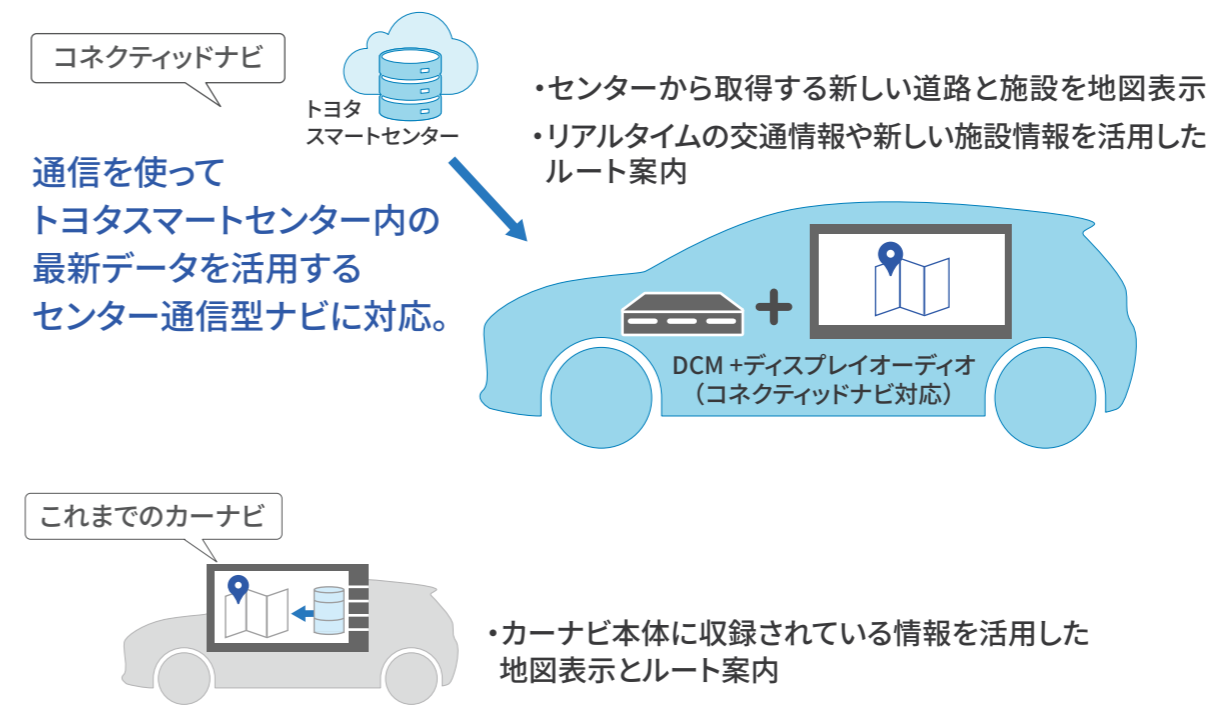 コネクティッドナビ
トヨタ
スマートセンター
・センターから取得する新しい道路と施設を地図表示
・リアルタイムの交通情報や新しい施設情報を活用した
ルート案内
通信を使って
トヨタスマートセンター内の
最新データを活用する
センター通信型ナビに対応。
DCM +ディスプレイオーディオ
（コネクティッドナビ対応）
これまでのカーナビ
・カーナビ本体に収録されている情報を活用した
地図表示とルート案内